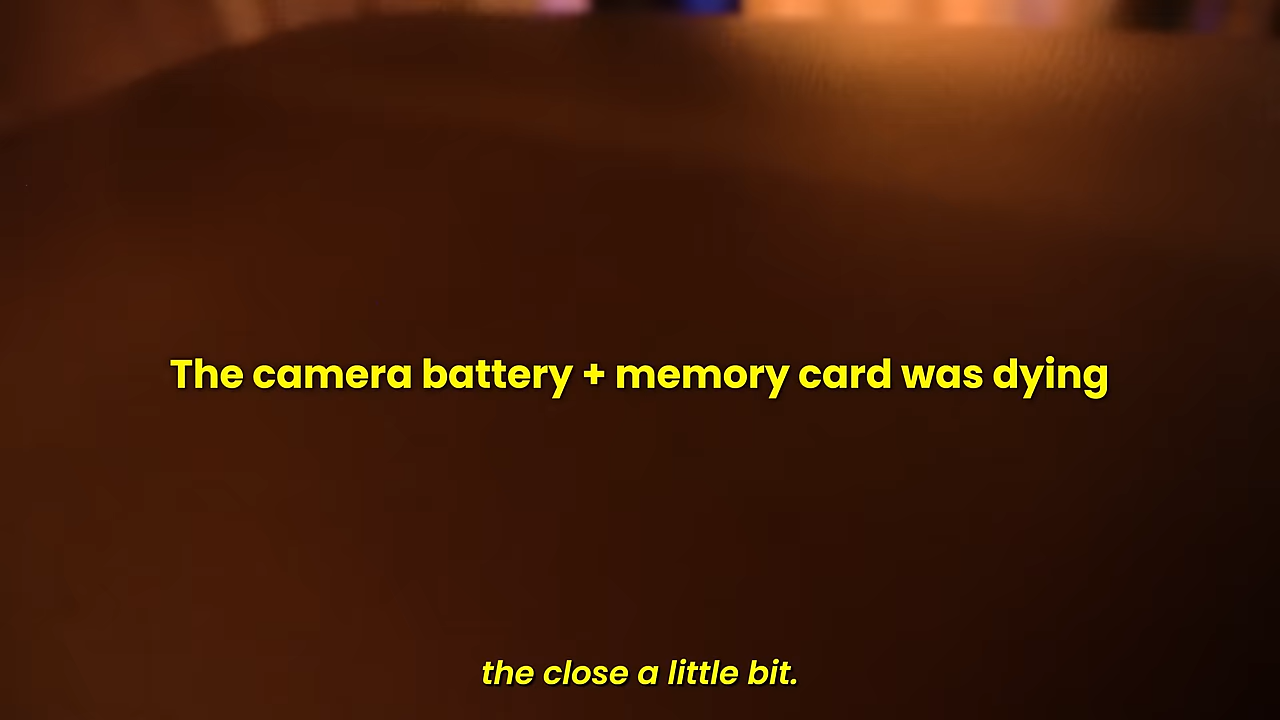 The camera battery + memory card was dying
the close a little bit.